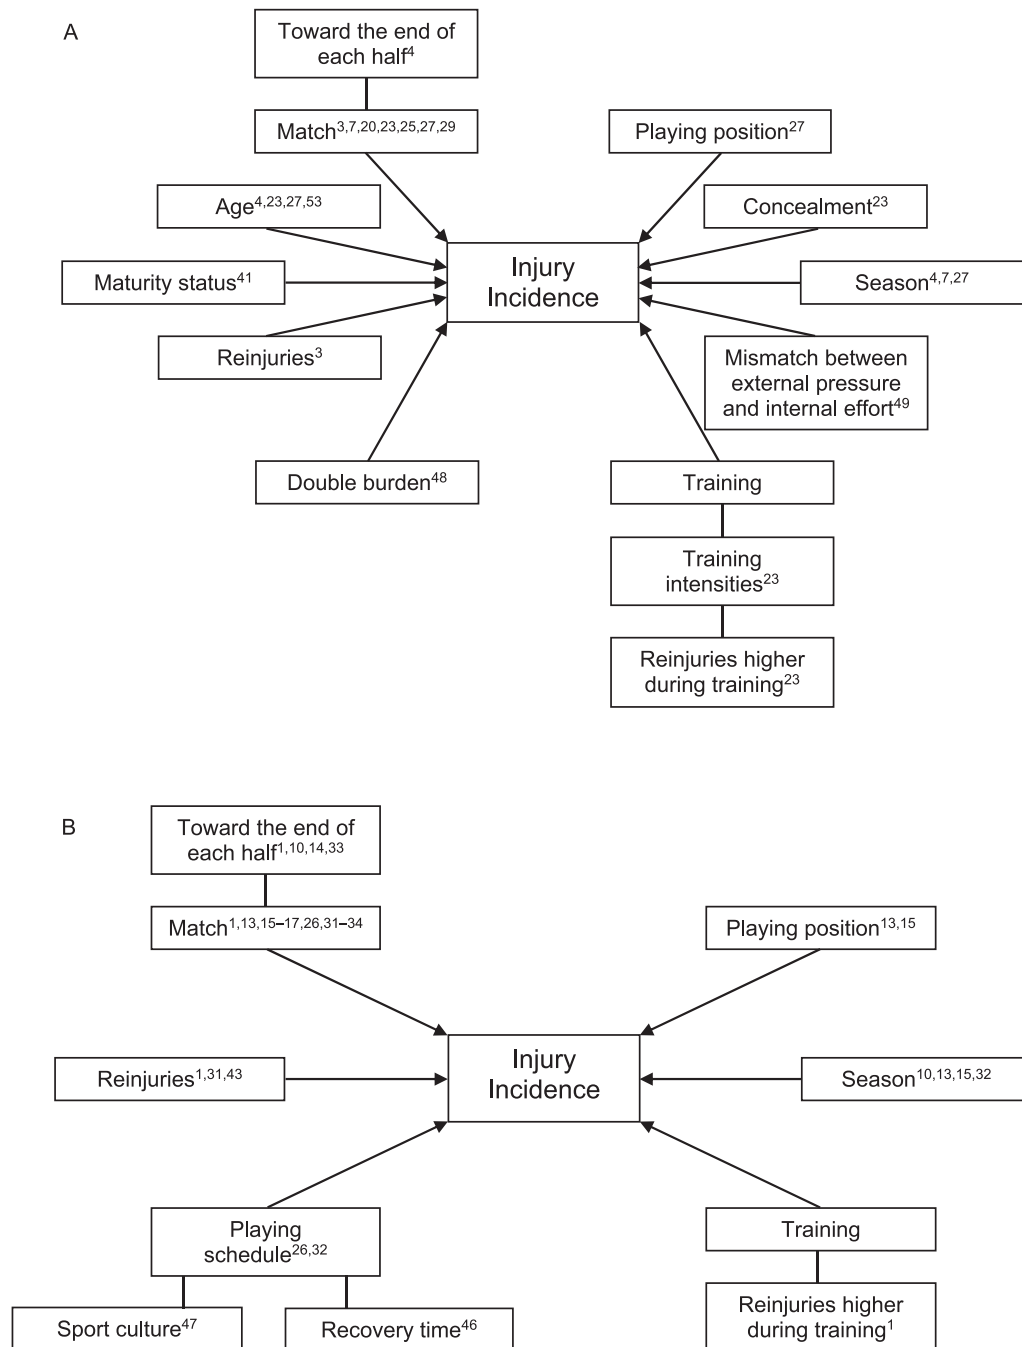 A
Toward the end of
each half⁴
Match³,⁷,²⁰,²³,²⁵,²⁷,²⁹
Playing position²⁷
Age⁴,²³,²⁷,⁵³
Concealment²³
Injury
Incidence
Maturity status⁴¹
Season⁴,⁷,²⁷
Reinjuries³
Mismatch between
external pressure
and internal effort⁴⁹
Double burden⁴⁸
Training
Training
intensities²³
Reinjuries higher
during training²³
B
Toward the end of
each half¹,¹⁰,¹⁴,³³
Match¹,¹³,¹⁵–¹⁷,²⁶,³¹–³⁴
Playing position¹³,¹⁵
Injury
Incidence
Reinjuries¹,³¹,⁴³
Season¹⁰,¹³,¹⁵,³²
Playing
schedule²⁶,³²
Training
Sport culture⁴⁷
Recovery time⁴⁶
Reinjuries higher
during training¹